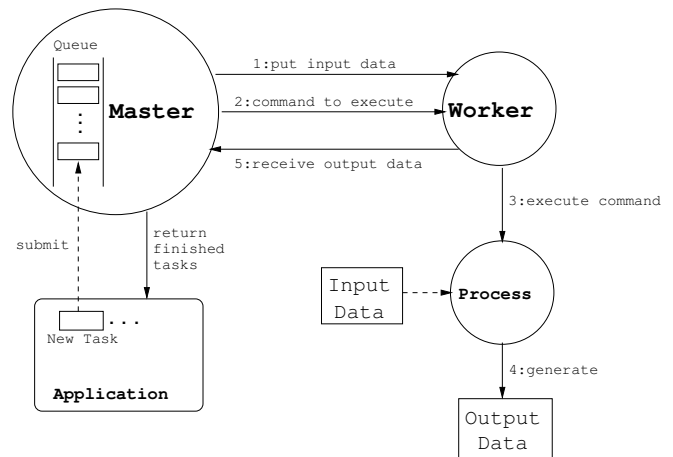 Queue
1:put input data
Master
2:command to execute
Worker
5:receive output data
3:execute command
submit
return
finished
tasks
Input
Data
Process
New Task
...
Application
4:generate
Output
Data